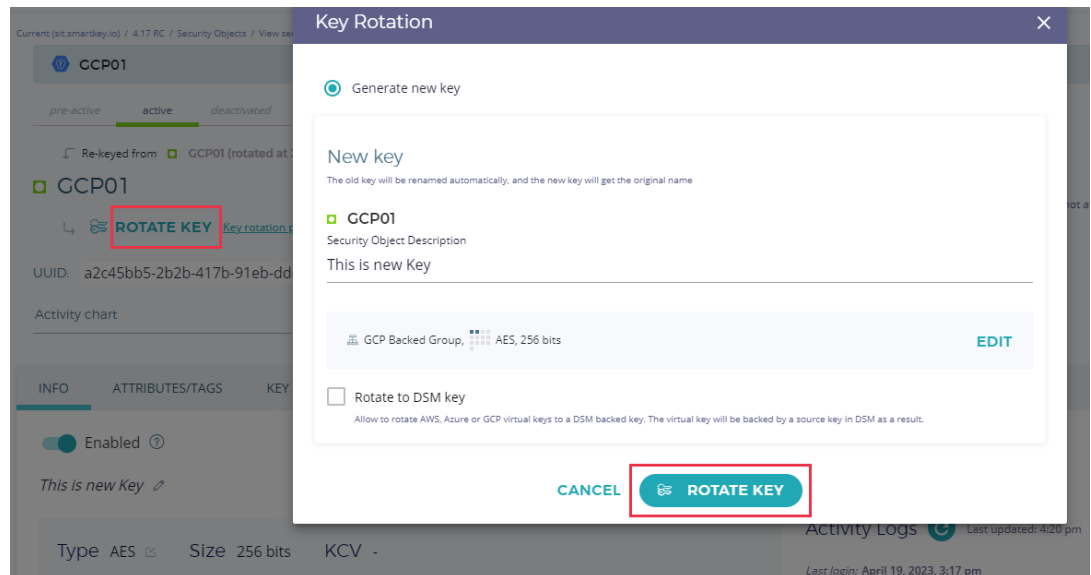 Key Rotation
Current (sit.smartkey.io) / 4.17 RC / Security Objects / View
GCP01
pre-active active deactivated
Re-keyed from GCP01 (rotated at
GCP01
ROTATE KEY Key rotation
UUID: a2c45bb5-2b2b-417b-91eb-dd
Activity chart
INFO ATTRIBUTES/TAGS KEY
Enabled
This is new Key
Type AES Size 256 bits KCV -
Generate new key
New key
The old key will be renamed automatically, and the new key will get the original name
GCP01
Security Object Description
This is new Key
GCP Backed Group, AES, 256 bits
EDIT
Rotate to DSM key
Allow to rotate AWS, Azure or GCP virtual keys to a DSM backed key. The virtual key will be backed by a source key in DSM as a result.
CANCEL ROTATE KEY
not a
Activity Logs Last updated: 4:20 pm
Last login: April 19, 2023, 3:17 pm